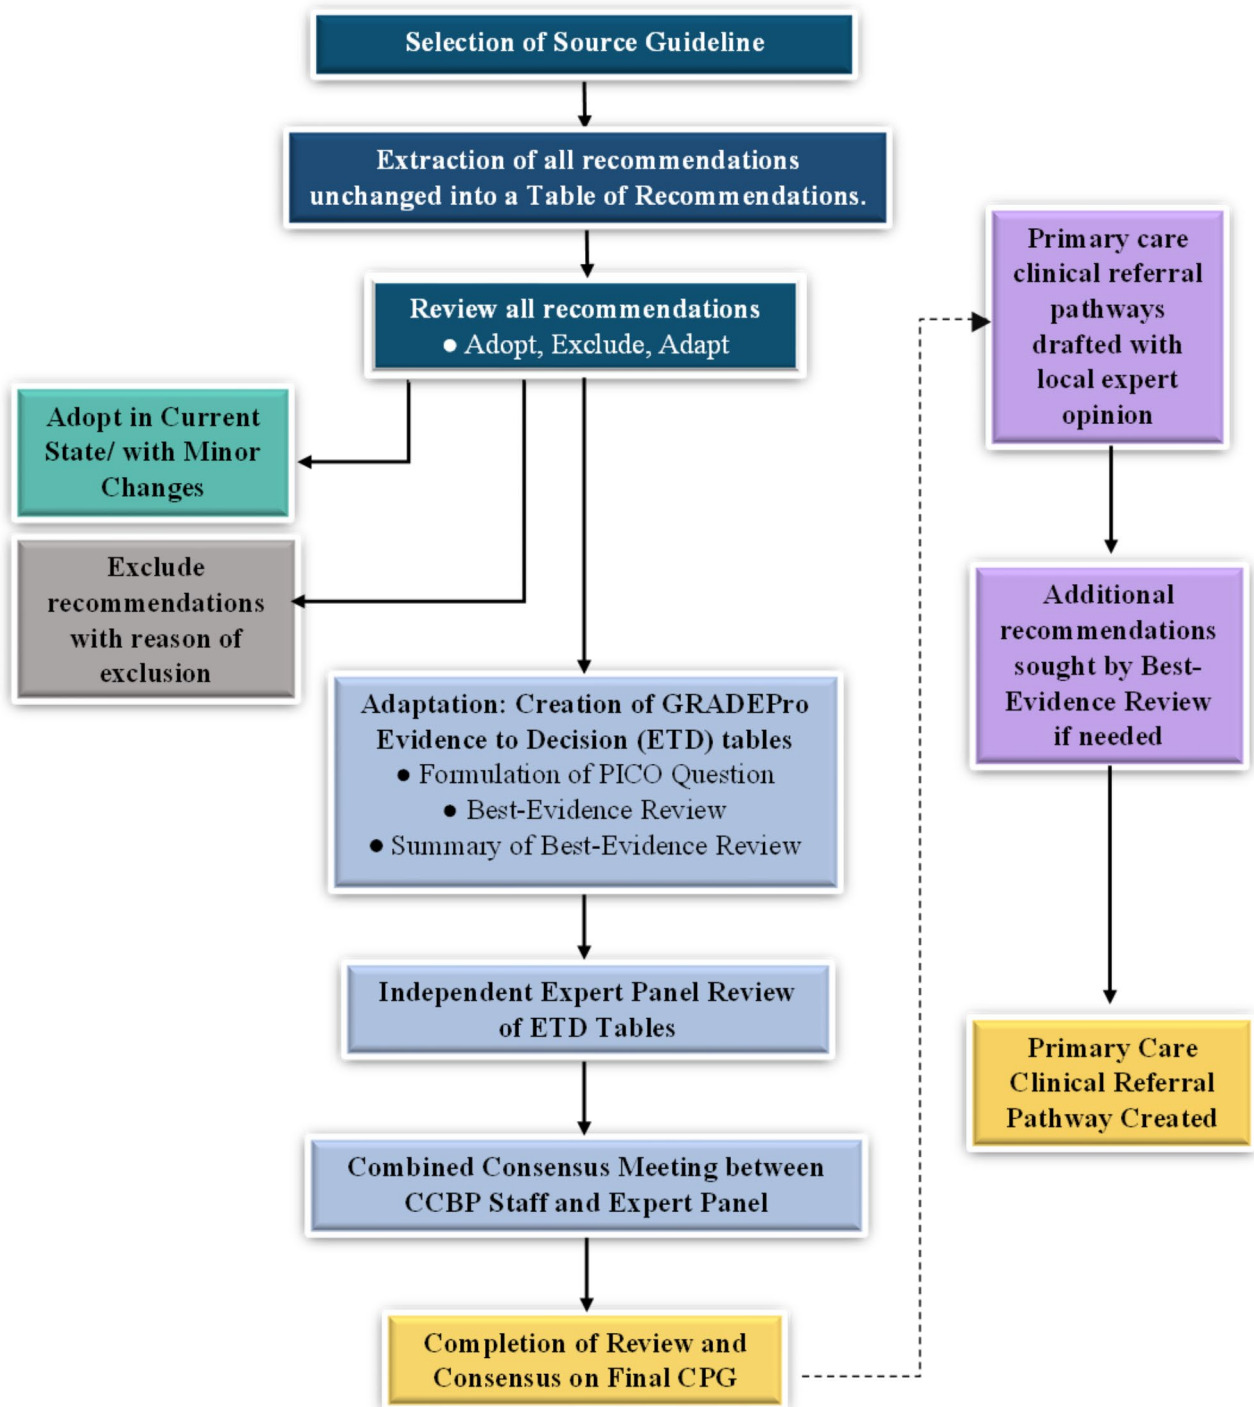 Selection of Source Guideline
Extraction of all recommendations
unchanged into a Table of Recommendations.
Review all recommendations
● Adopt, Exclude, Adapt
Adopt in Current
State/ with Minor
Changes
Exclude
recommendations
with reason of
exclusion
Adaptation: Creation of GRADEPro
Evidence to Decision (ETD) tables
● Formulation of PICO Question
● Best-Evidence Review
● Summary of Best-Evidence Review
Independent Expert Panel Review
of ETD Tables
Combined Consensus Meeting between
CCBP Staff and Expert Panel
Completion of Review and
Consensus on Final CPG
Primary care
clinical referral
pathways
drafted with
local expert
opinion
Additional
recommendations
sought by Best-
Evidence Review
if needed
Primary Care
Clinical Referral
Pathway Created